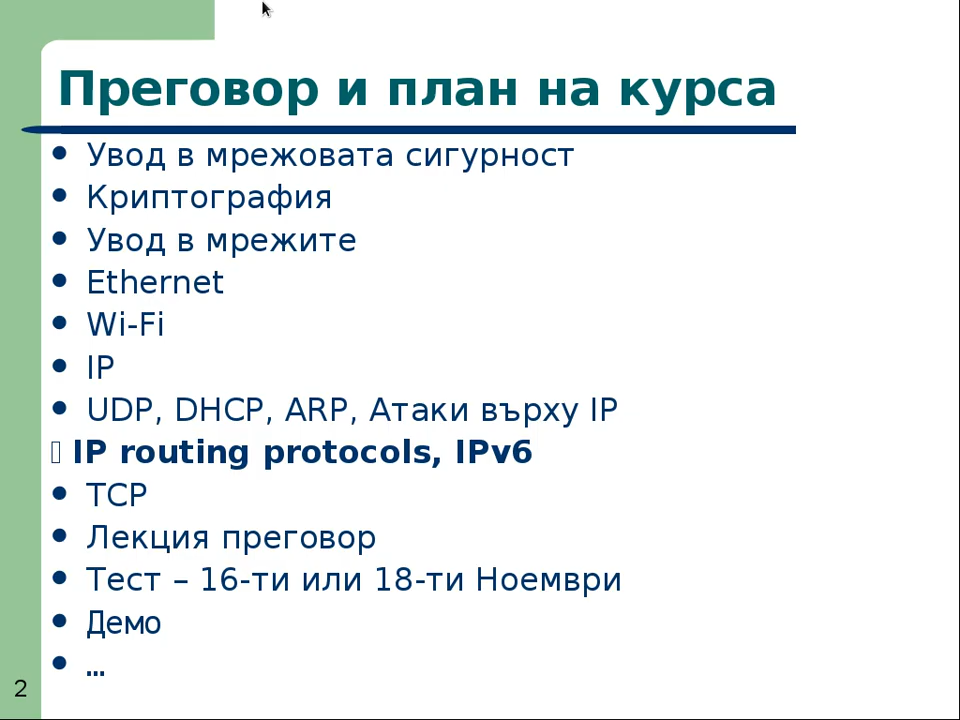 Преговор и план на курса
● Увод в мрежовата сигурност
● Криптография
● Увод в мрежите
● Ethernet
● Wi-Fi
● IP
● UDP, DHCP, ARP, Атаки върху IP
IP routing protocols, IPv6
● TCP
● Лекция преговор
● Тест – 16-ти или 18-ти Ноември
● Демо
● …
2